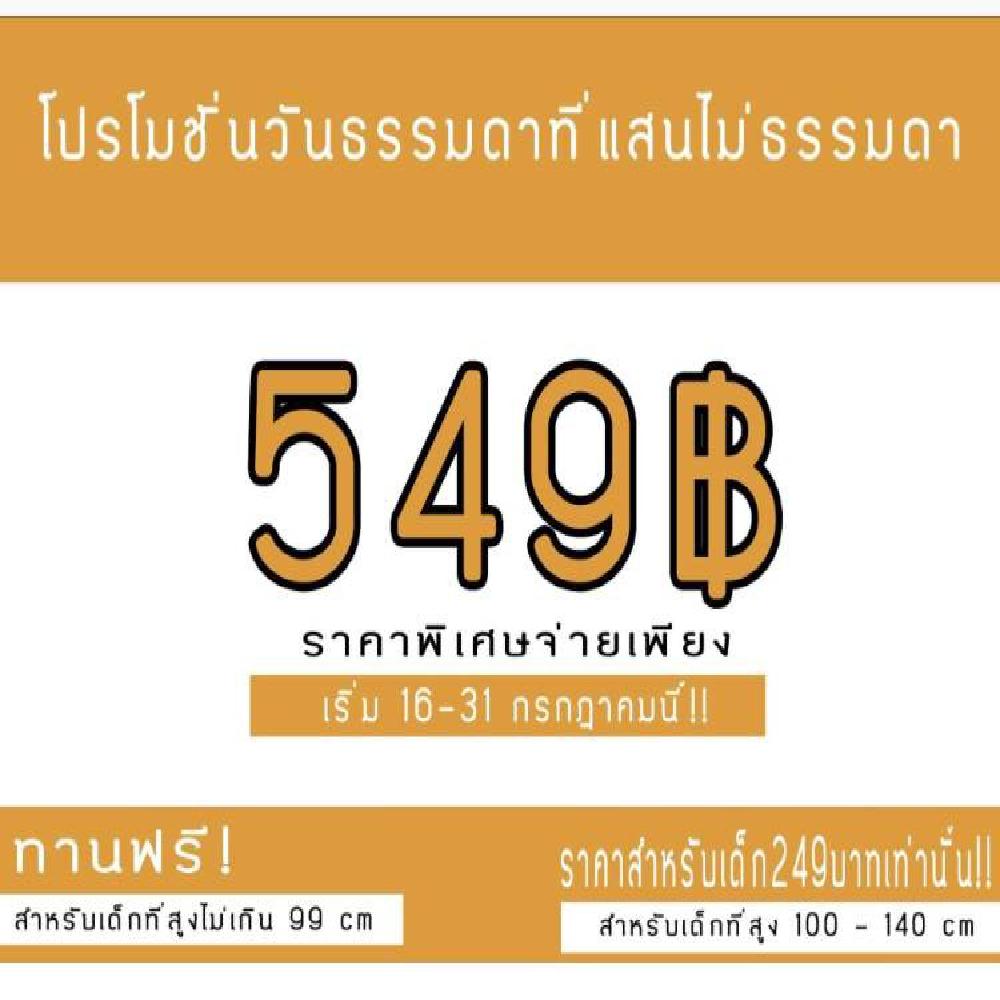 โปรโมชั่นวันธรรมดาที่แสนไม่ธรรมดา
549฿
ราคาพิเศษจ่ายเพียง
เริ่ม 16-31 กรกฎาคมนี้!!
ทานฟรี!
สำหรับเด็กที่สูงไม่เกิน 99 cm
ราคาสำหรับเด็ก249บาทเท่านั้น!!
สำหรับเด็กที่สูง 100 - 140 cm